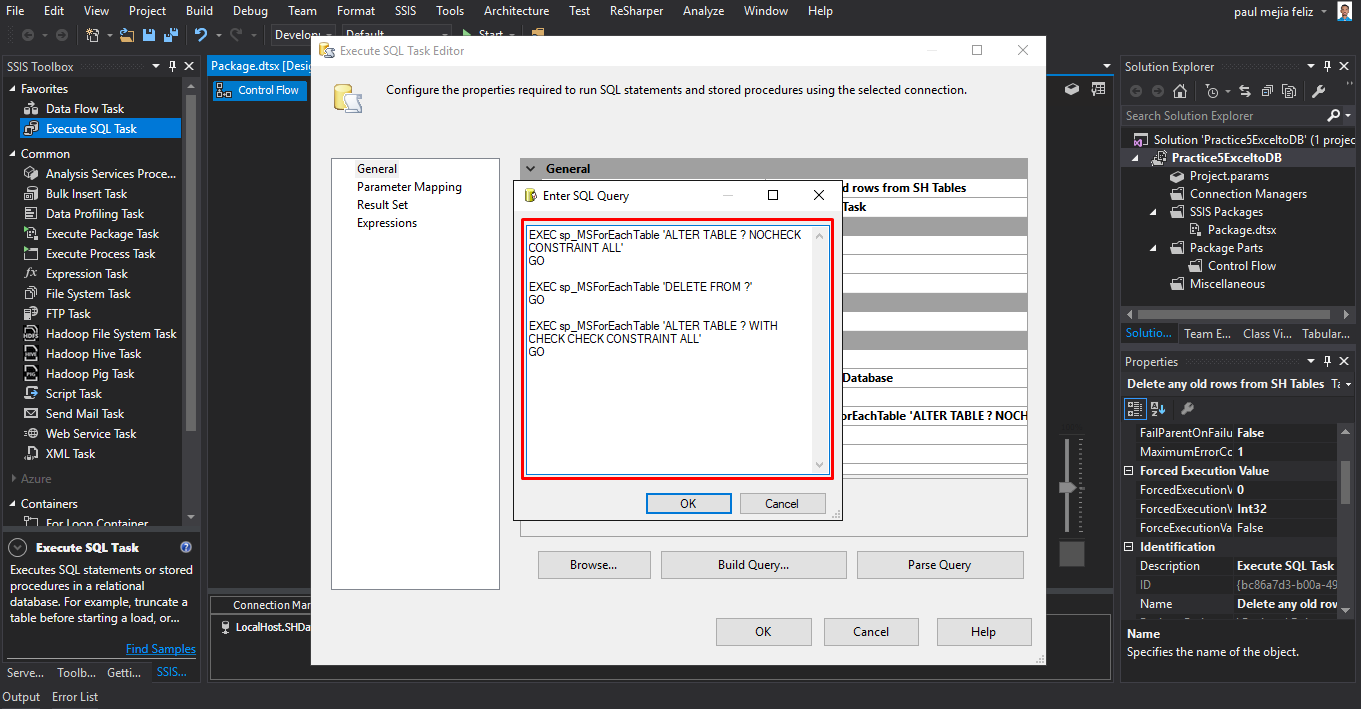 File Edit View Project Build Debug Team Format SSIS Tools Architecture Test ReSharper Analyze Window Help
paul mejia feliz
Develop
Default
Start
SSIS Toolbox
Favorites
Data Flow Task
Execute SQL Task
Common
Analysis Services Proce...
Bulk Insert Task
Data Profiling Task
Execute Package Task
Execute Process Task
Expression Task
File System Task
FTP Task
Hadoop File System Task
Hadoop Hive Task
Hadoop Pig Task
Script Task
Send Mail Task
Web Service Task
XML Task
Azure
Containers
For Loop Container
Execute SQL Task
Executes SQL statements or stored
procedures in a relational
database. For example, truncate a
table before starting a load, or...
Find Samples
Serve... Toolb... Getti... SSIS...
Output Error List
Package.dtsx [Desig
Control Flow
Connection Mar
LocalHost.SHDa
Execute SQL Task Editor
Configure the properties required to run SQL statements and stored procedures using the selected connection.
General
Parameter Mapping
Result Set
Expressions
General
ld rows from SH Tables
Task
Database
orEachTable 'ALTER TABLE ? NOCH
Enter SQL Query
EXEC sp_MSForEachTable 'ALTER TABLE ? NOCHECK
CONSTRAINT ALL'
GO
EXEC sp_MSForEachTable 'DELETE FROM ?'
GO
EXEC sp_MSForEachTable 'ALTER TABLE ? WITH
CHECK CHECK CONSTRAINT ALL'
GO
OK Cancel
Browse... Build Query... Parse Query
OK Cancel Help
Solution Explorer
Search Solution Explorer
Solution 'Practice5ExceltoDB' (1 projec
Practice5ExceltoDB
Project.params
Connection Managers
SSIS Packages
Package.dtsx
Package Parts
Control Flow
Miscellaneous
Solutio... Team E... Class Vi... Tabular...
Properties
Delete any old rows from SH Tables Ta
FailParentOnFailu False
MaximumErrorCo 1
Forced Execution Value
ForcedExecutionV 0
ForcedExecutionV Int32
ForceExecutionVa False
Identification
Description Execute SQL Task
ID {bc86a7d3-b00a-49
Name Delete any old row
Name
Specifies the name of the object.